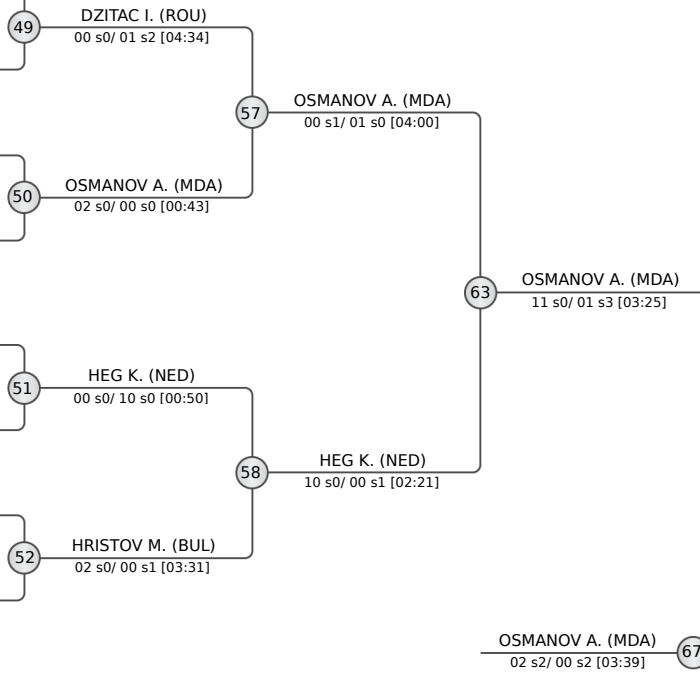 49
DZITAC I. (ROU)
00 s0/ 01 s2 [04:34]
57
OSMANOV A. (MDA)
00 s1/ 01 s0 [04:00]
50
OSMANOV A. (MDA)
02 s0/ 00 s0 [00:43]
63
OSMANOV A. (MDA)
11 s0/ 01 s3 [03:25]
51
HEG K. (NED)
00 s0/ 10 s0 [00:50]
58
HEG K. (NED)
10 s0/ 00 s1 [02:21]
52
HRISTOV M. (BUL)
02 s0/ 00 s1 [03:31]
OSMANOV A. (MDA)
02 s2/ 00 s2 [03:39]
67